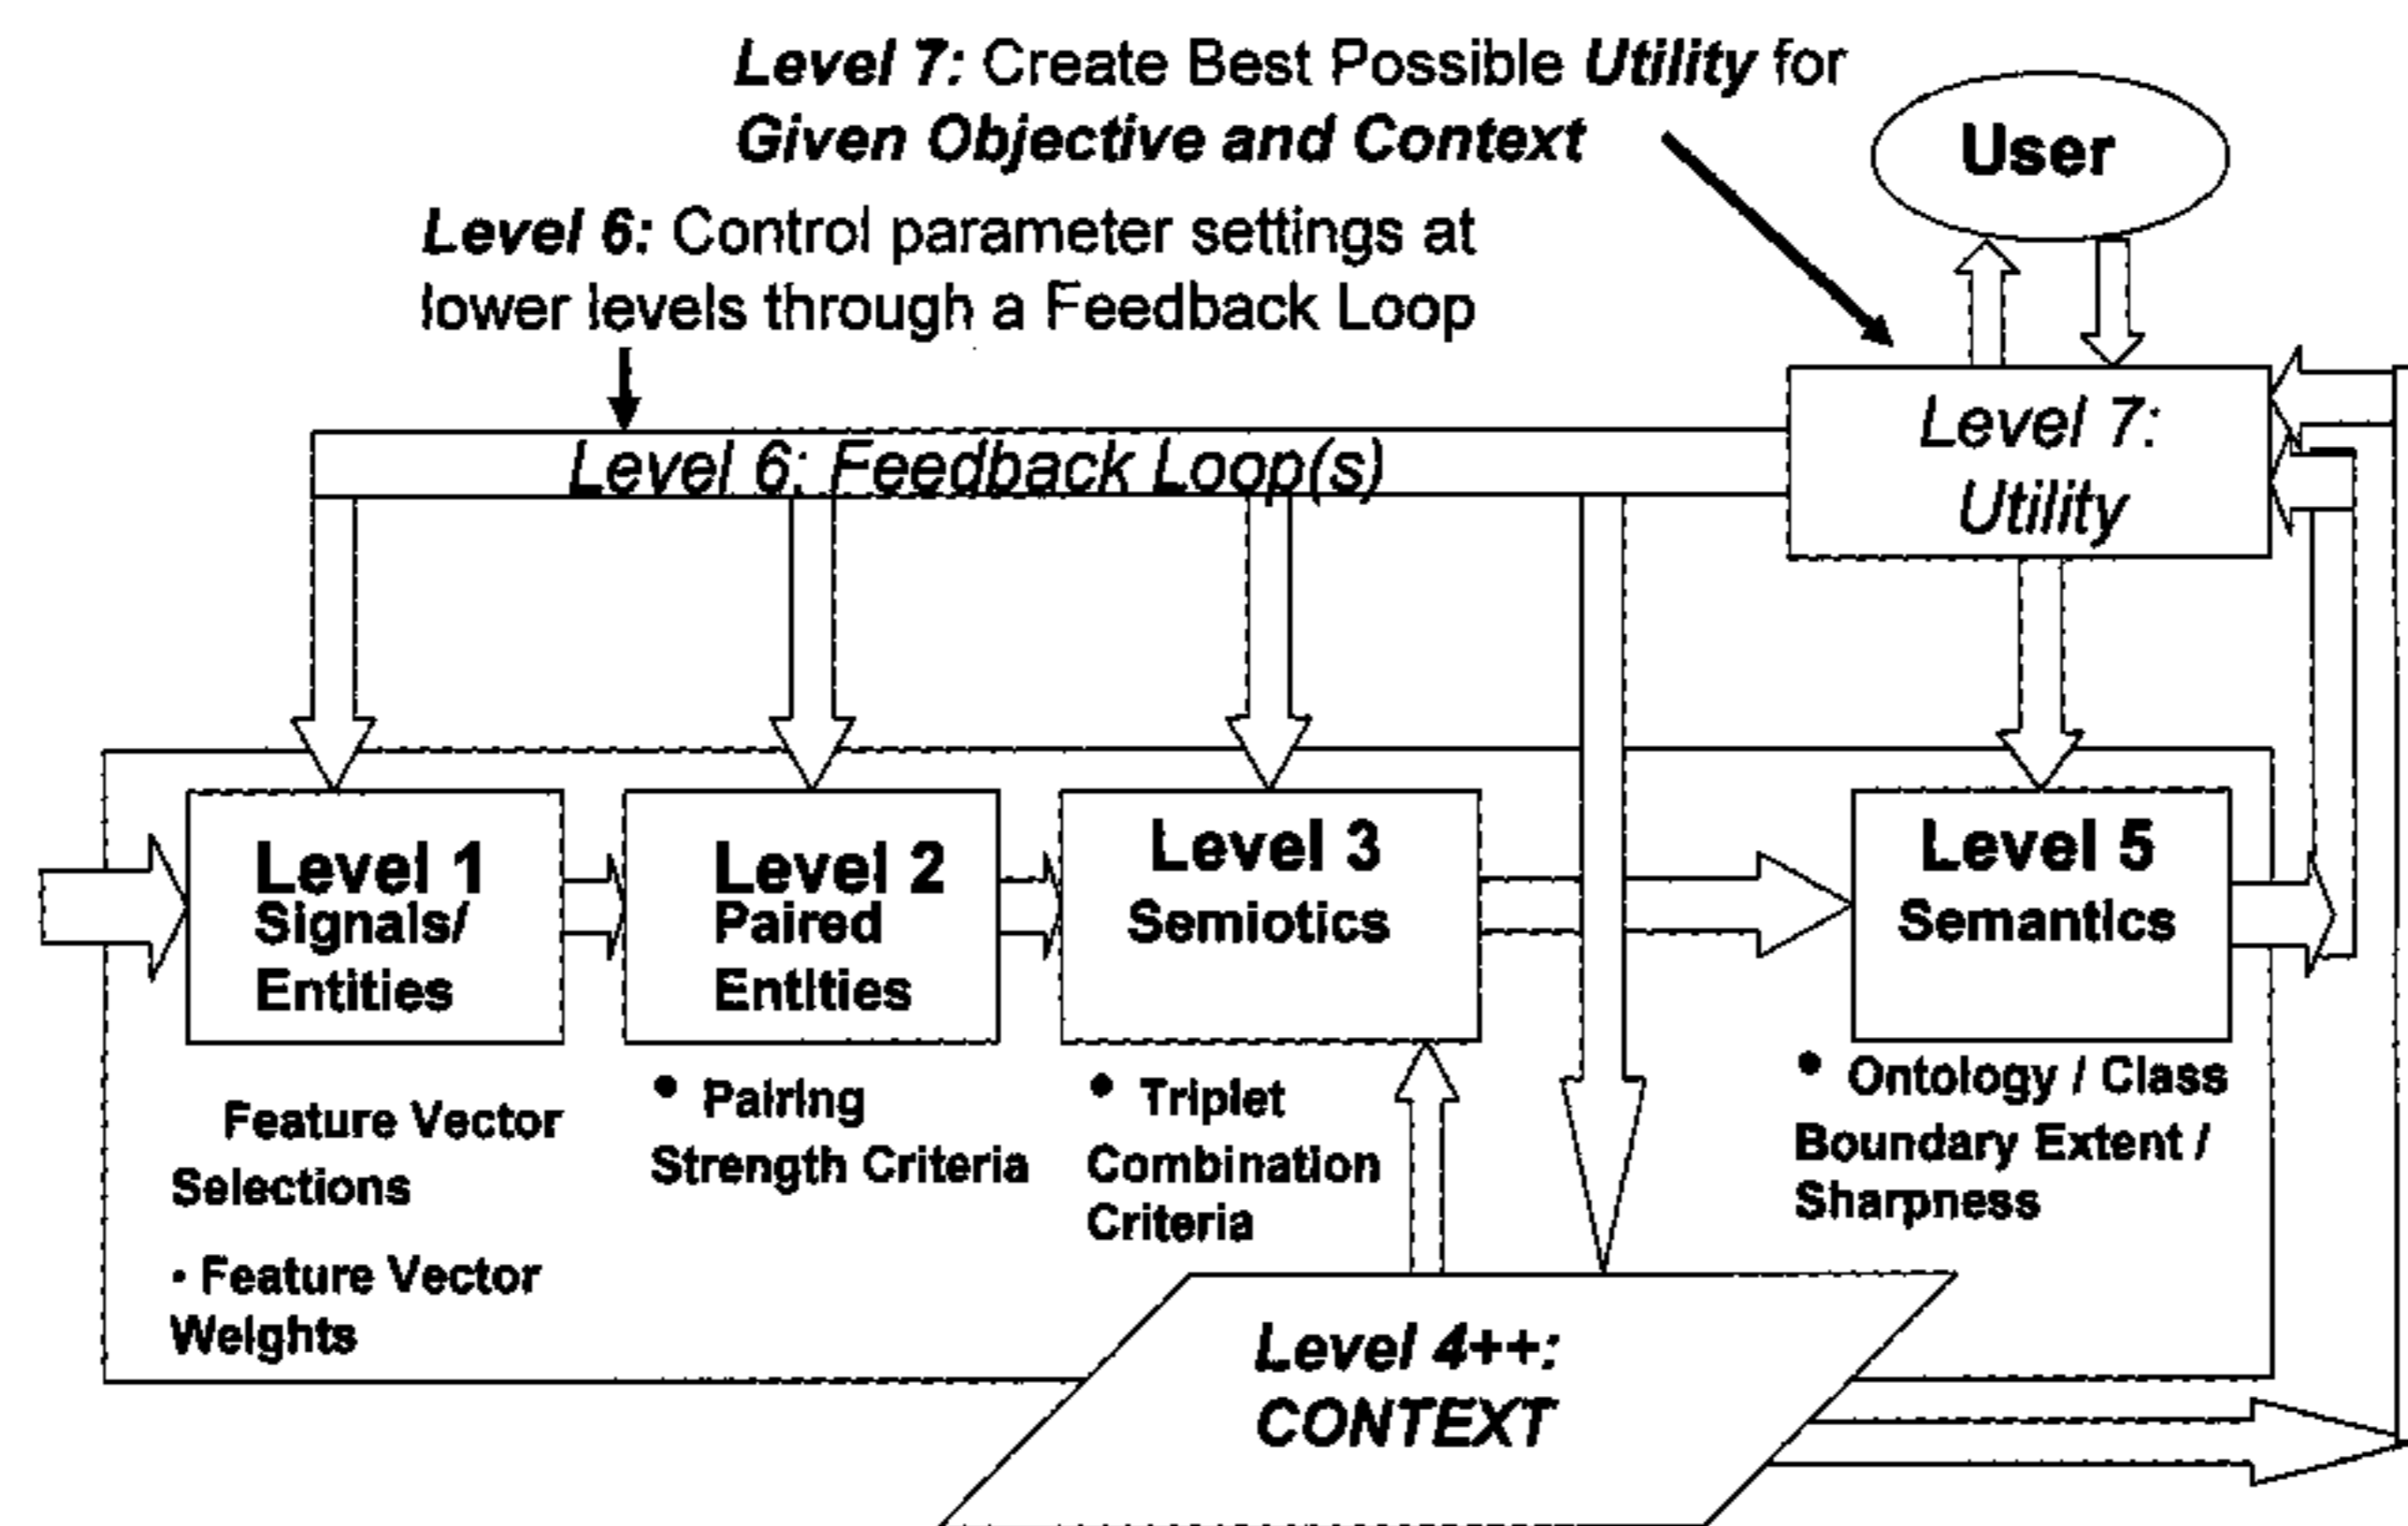 Level 7: Create Best Possible Utility for
Given Objective and Context
User
Level 6: Control parameter settings at
lower levels through a Feedback Loop
Level 6: Feedback Loop(s)
Level 7:
Utility
Level 1
Signals/
Entities
Level 2
Paired
Entities
Level 3
Semiotics
Level 5
Semantics
Feature Vector
Selections
• Feature Vector
Weights
• Pairing
Strength Criteria
• Triplet
Combination
Criteria
• Ontology / Class
Boundary Extent /
Sharpness
Level 4++:
CONTEXT